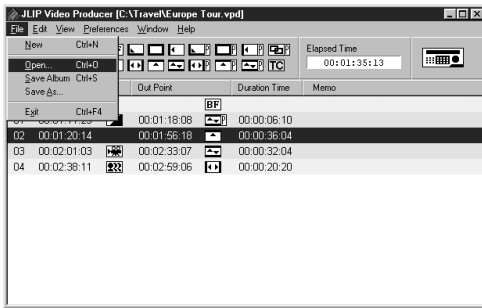 JLIP Video Producer [C:\Travel\Europe Tour.vpd]
File Edit View Preferences Window Help
New Ctrl+N
Open... Ctrl+O
Save Album Ctrl+S
Save As...
Exit Ctrl+F4
P P P P
P P P TC
Elapsed Time
00:01:35:13
Out Point Duration Time Memo
BF
00:01:18:08 P 00:00:06:10
02 00:01:20:14 00:01:56:18 00:00:36:04
03 00:02:01:03 00:02:33:07 00:00:32:04
04 00:02:38:11 00:02:59:06 00:00:20:20